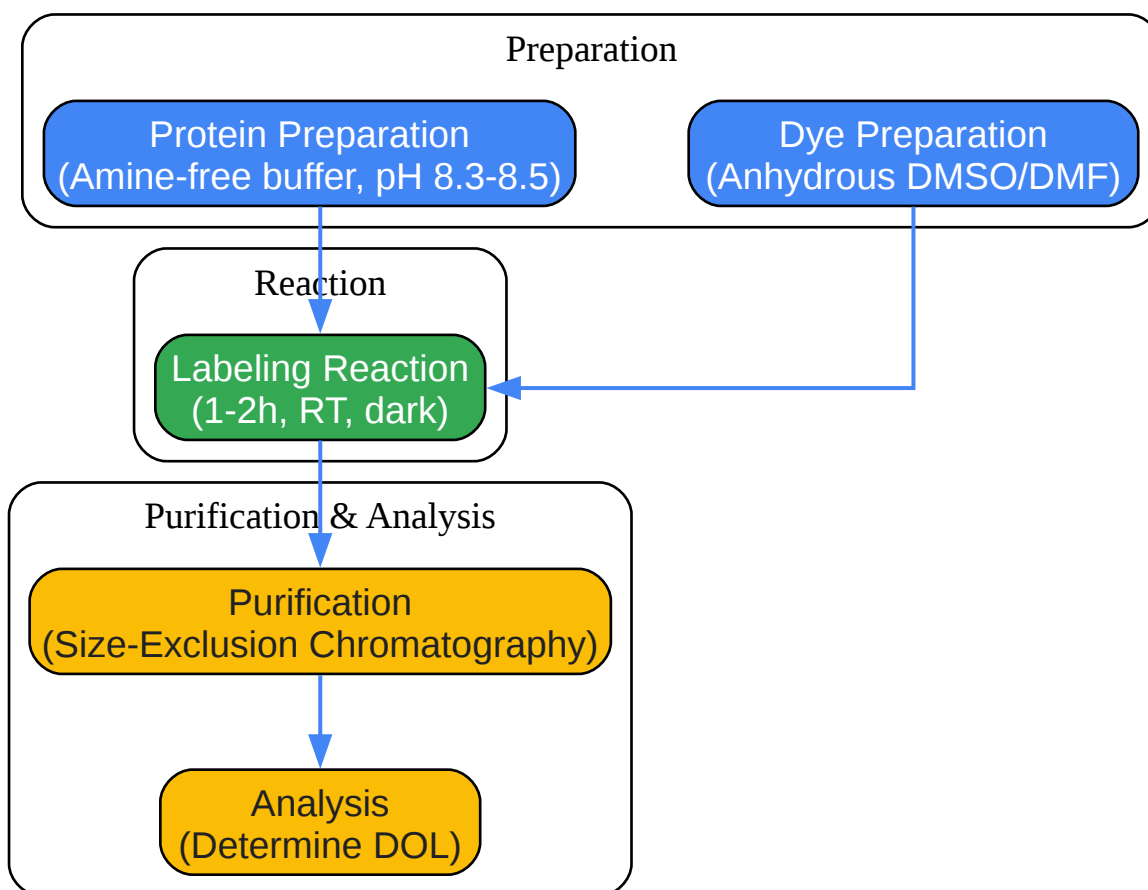 Preparation
Protein Preparation
(Amine-free buffer, pH 8.3-8.5)
Dye Preparation
(Anhydrous DMSO/DMF)
Reaction
Labeling Reaction
(1-2h, RT, dark)
Purification & Analysis
Purification
(Size-Exclusion Chromatography)
Analysis
(Determine DOL)